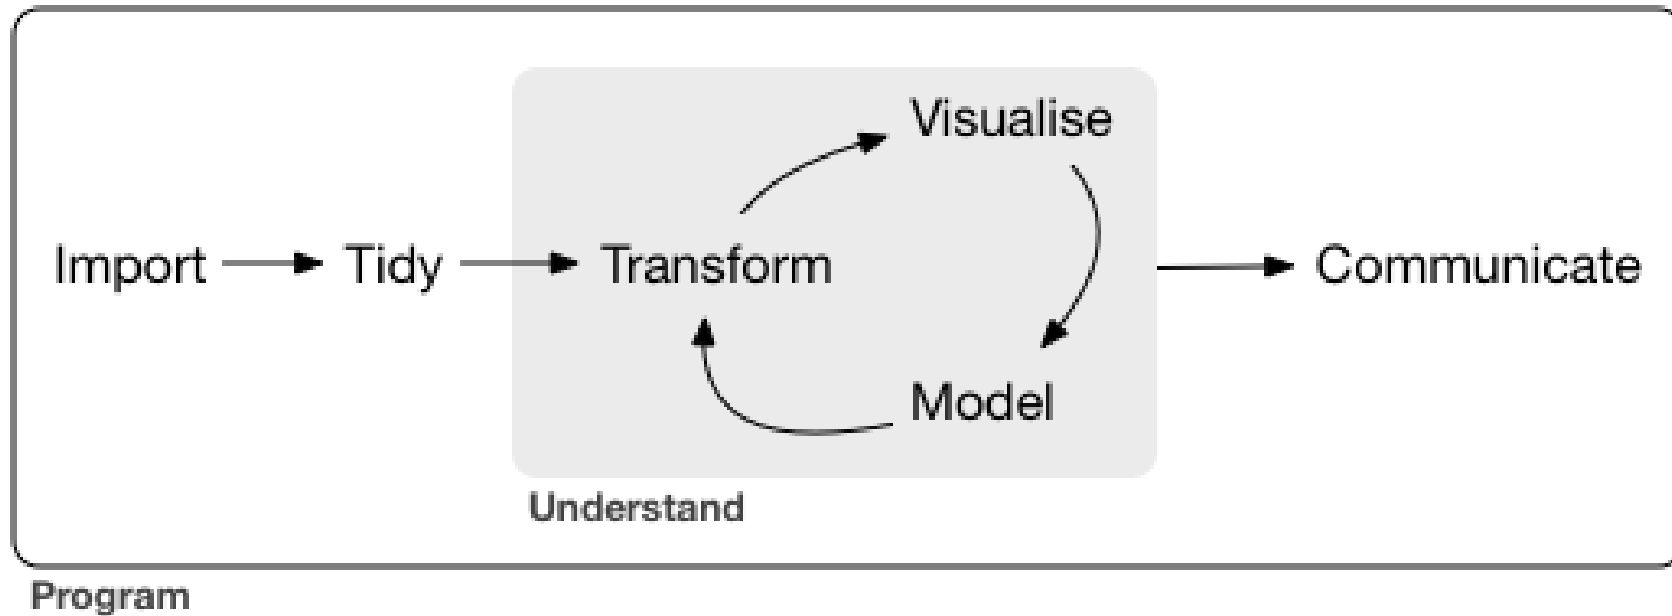 Visualise
Import
Tidy
Transform
Communicate
Model
Understand
Program